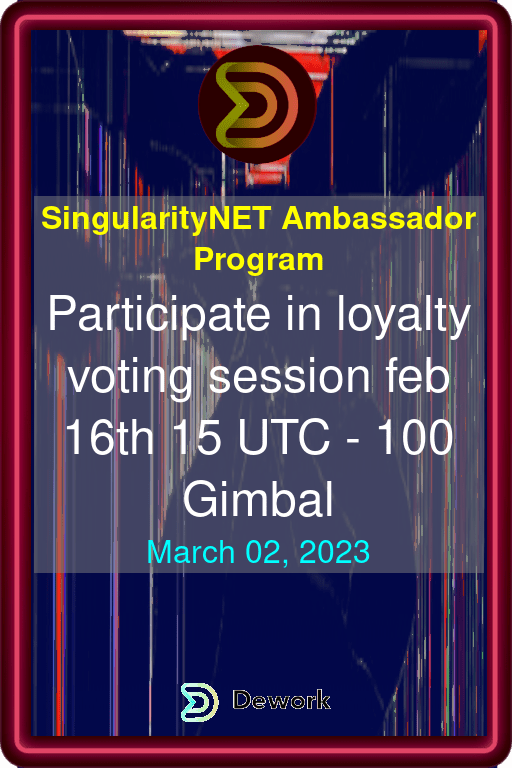 SingularityNET Ambassador
Program
Participate in loyalty
voting session feb
16th 15 UTC - 100
Gimbal
March 02, 2023
Dework